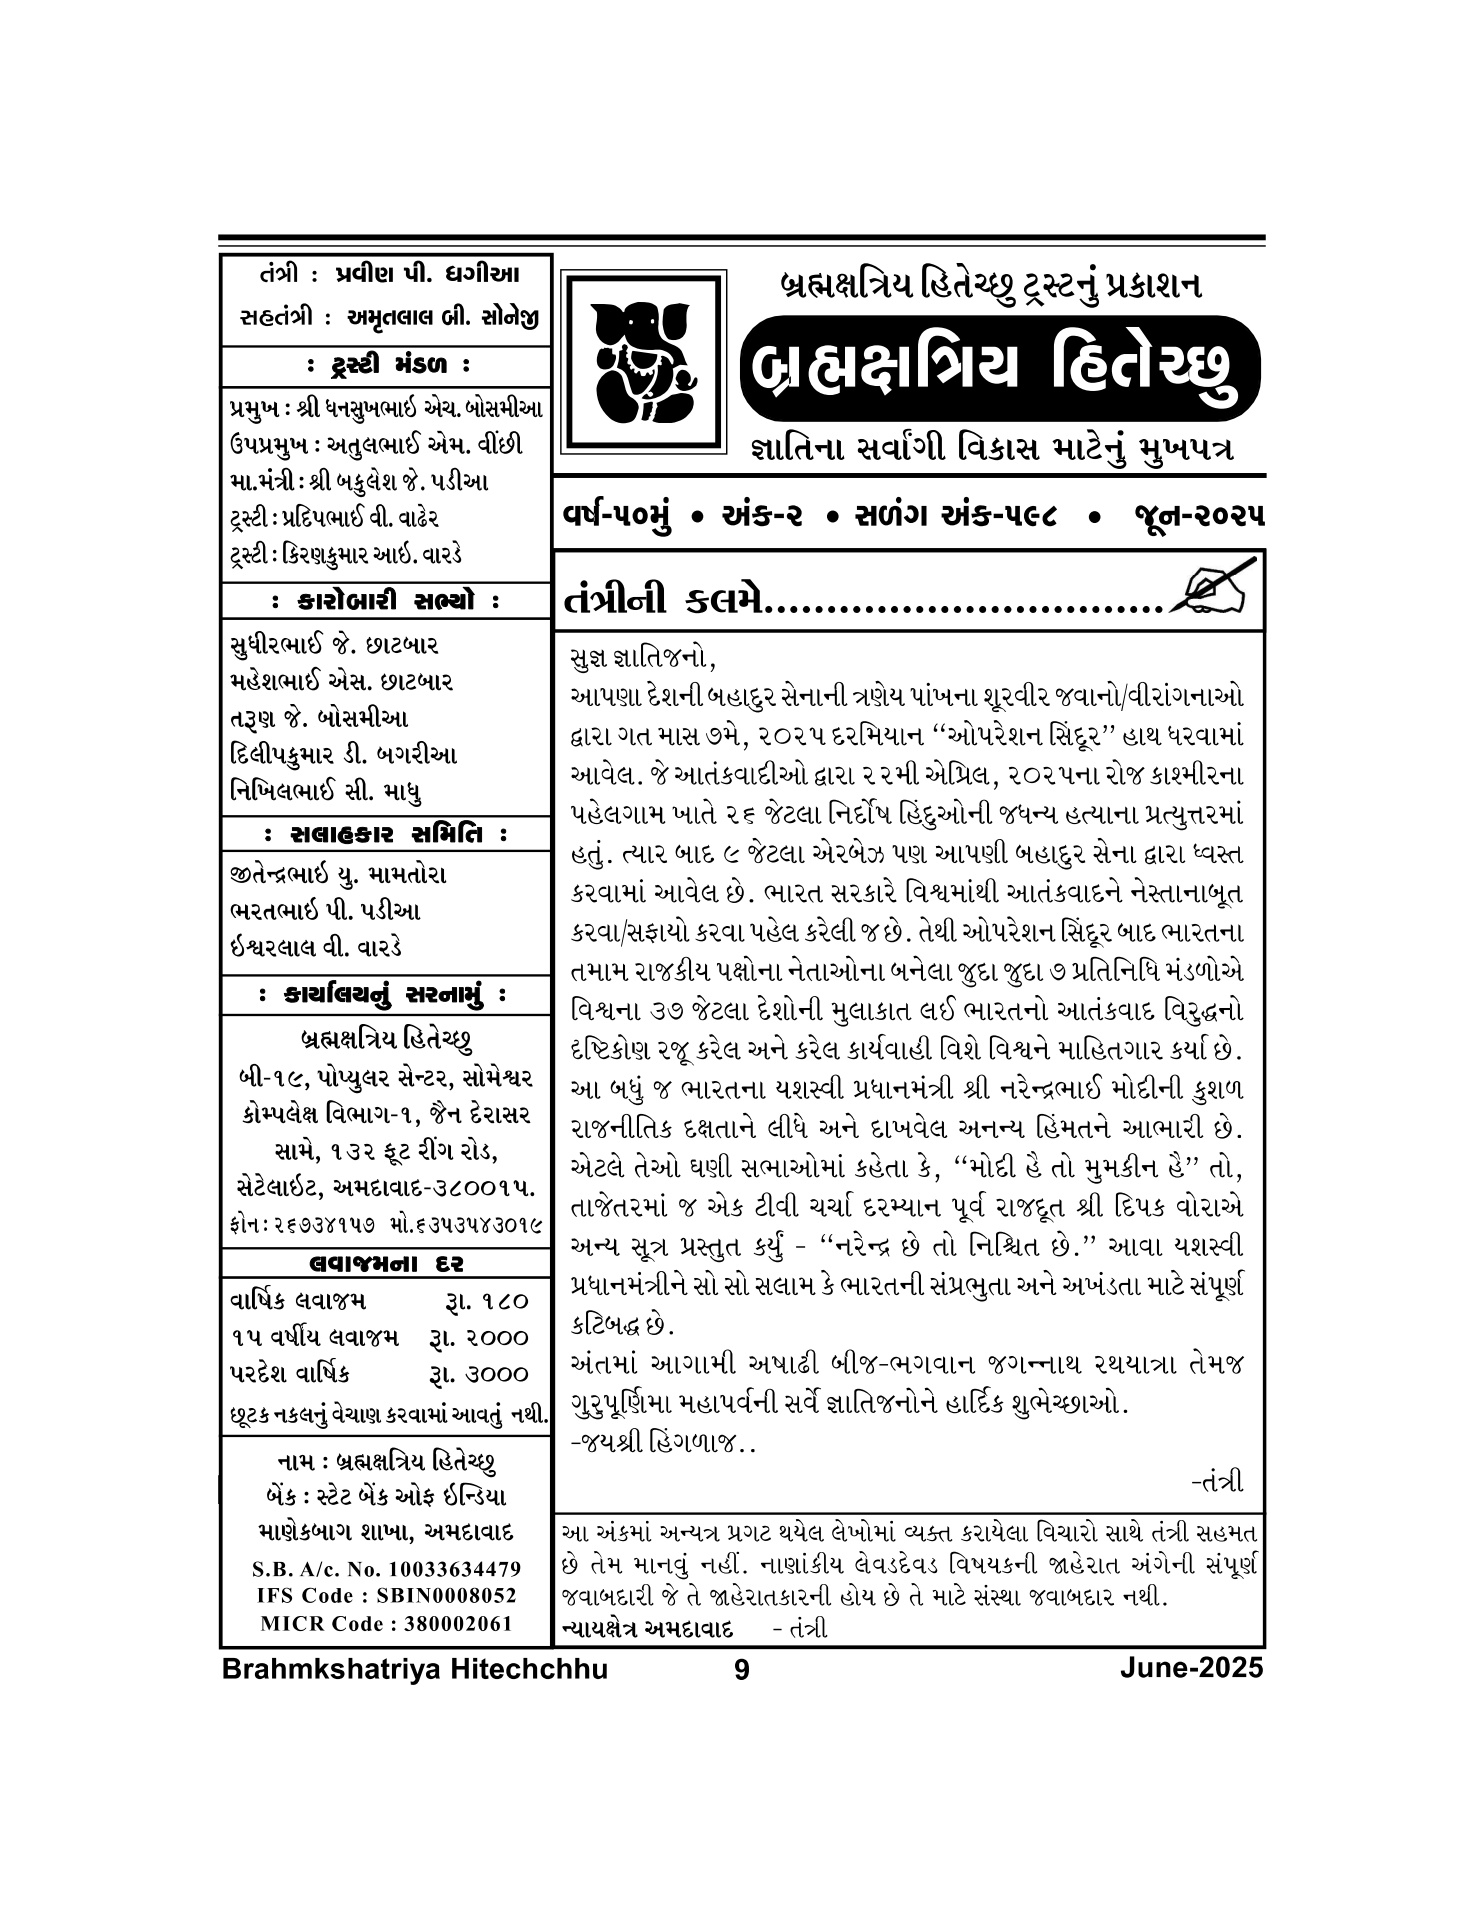 તંત્રી : પ્રવીણ પી. ધગીઆ
સહતંત્રી : અમૃતલાલ બી. સોનેજી
: ટ્રસ્ટી મંડળ :
પ્રમુખ : શ્રી ધનસુખભાઇ એચ. બોસમીઆ
ઉપપ્રમુખ : અતુલભાઈ એમ. વીંછી
મા.મંત્રી : શ્રી બકુલેશ જે. પડીઆ
ટ્રસ્ટી : પ્રદિપભાઈ વી. વાઢેર
ટ્રસ્ટી : કિરણકુમાર આઇ. વારડે
: કારોબારી સભ્યો :
સુધીરભાઈ જે. છાટબાર
મહેશભાઈ એસ. છાટબાર
તરૂણ જે. બોસમીઆ
દિલીપકુમાર ડી. બગરીઆ
નિખિલભાઈ સી. માધુ
: સલાહકાર સમિતિ :
જીતેન્દ્રભાઇ યુ. મામતોરા
ભરતભાઇ પી. પડીઆ
ઇશ્વરલાલ વી. વારડે
: કાર્યાલયનું સરનામું :
બ્રહ્મક્ષત્રિય હિતેચ્છુ
બી-૧૯, પોપ્યુલર સેન્ટર, સોમેશ્વર
કોમ્પલેક્ષ વિભાગ-૧, જૈન દેરાસર
સામે, ૧૩૨ ફૂટ રીંગ રોડ,
સેટેલાઇટ, અમદાવાદ-૩૮૦૦૧૫.
ફોન : ૨૬૭૩૪૧૫૭ મો.૬૩૫૩૫૪૩૦૧૯
લવાજમના દર
વાર્ષિક લવાજમ રૂા. ૧૮૦
૧૫ વર્ષીય લવાજમ રૂા. ૨૦૦૦
પરદેશ વાર્ષિક રૂા. ૩૦૦૦
છૂટક નકલનું વેચાણ કરવામાં આવતું નથી.
નામ : બ્રહ્મક્ષત્રિય હિતેચ્છુ
બેંક : સ્ટેટ બેંક ઓફ ઇન્ડિયા
માણેકબાગ શાખા, અમદાવાદ
S.B. A/c. No. 10033634479
IFS Code : SBIN0008052
MICR Code : 380002061
બ્રહ્મક્ષત્રિય હિતેચ્છુ ટ્રસ્ટનું પ્રકાશન
બ્રહ્મક્ષત્રિય હિતેચ્છુ
જ્ઞાતિના સર્વાંગી વિકાસ માટેનું મુખપત્ર
વર્ષ-૫૦મું • અંક-૨ • સળંગ અંક-૫૯૮ • જૂન-૨૦૨૫
તંત્રીની કલમે................................
સુજ્ઞ જ્ઞાતિજનો,
આપણા દેશની બહાદુર સેનાની ત્રણેય પાંખના શૂરવીર જવાનો/વીરાંગનાઓ
દ્વારા ગત માસ ૭મે, ૨૦૨૫ દરમિયાન “ઓપરેશન સિંદૂર” હાથ ધરવામાં
આવેલ. જે આતંકવાદીઓ દ્વારા ૨૨મી એપ્રિલ, ૨૦૨૫ના રોજ કાશ્મીરના
પહેલગામ ખાતે ૨૬ જેટલા નિર્દોષ હિંદુઓની જધન્ય હત્યાના પ્રત્યુત્તરમાં
હતું. ત્યાર બાદ ૯ જેટલા એરબેઝ પણ આપણી બહાદુર સેના દ્વારા ધ્વસ્ત
કરવામાં આવેલ છે. ભારત સરકારે વિશ્વમાંથી આતંકવાદને નેસ્તાનાબૂત
કરવા/સફાયો કરવા પહેલ કરેલી જ છે. તેથી ઓપરેશન સિંદૂર બાદ ભારતના
તમામ રાજકીય પક્ષોના નેતાઓના બનેલા જુદા જુદા ૭ પ્રતિનિધિ મંડળોએ
વિશ્વના ૩૭ જેટલા દેશોની મુલાકાત લઈ ભારતનો આતંકવાદ વિરુદ્ધનો
દૃષ્ટિકોણ રજૂ કરેલ અને કરેલ કાર્યવાહી વિશે વિશ્વને માહિતગાર કર્યા છે.
આ બધું જ ભારતના યશસ્વી પ્રધાનમંત્રી શ્રી નરેન્દ્રભાઈ મોદીની કુશળ
રાજનીતિક દક્ષતાને લીધે અને દાખવેલ અનન્ય હિંમતને આભારી છે.
એટલે તેઓ ઘણી સભાઓમાં કહેતા કે, “મોદી હૈ તો મુમકીન હૈ” તો,
તાજેતરમાં જ એક ટીવી ચર્ચા દરમ્યાન પૂર્વ રાજદૂત શ્રી દિપક વોરાએ
અન્ય સૂત્ર પ્રસ્તુત કર્યું - “નરેન્દ્ર છે તો નિશ્ચિત છે.” આવા યશસ્વી
પ્રધાનમંત્રીને સો સો સલામ કે ભારતની સંપ્રભુતા અને અખંડતા માટે સંપૂર્ણ
કટિબદ્ધ છે.
અંતમાં આગામી અષાઢી બીજ-ભગવાન જગન્નાથ રથયાત્રા તેમજ
ગુરુપૂર્ણિમા મહાપર્વની સર્વે જ્ઞાતિજનોને હાર્દિક શુભેચ્છાઓ.
-જયશ્રી હિંગળાજ..
-તંત્રી
આ અંકમાં અન્યત્ર પ્રગટ થયેલ લેખોમાં વ્યક્ત કરાયેલા વિચારો સાથે તંત્રી સહમત
છે તેમ માનવું નહીં. નાણાંકીય લેવડદેવડ વિષયકની જાહેરાત અંગેની સંપૂર્ણ
જવાબદારી જે તે જાહેરાતકારની હોય છે તે માટે સંસ્થા જવાબદાર નથી.
ન્યાયક્ષેત્ર અમદાવાદ - તંત્રી
Brahmkshatriya Hitechchhu 9 June-2025